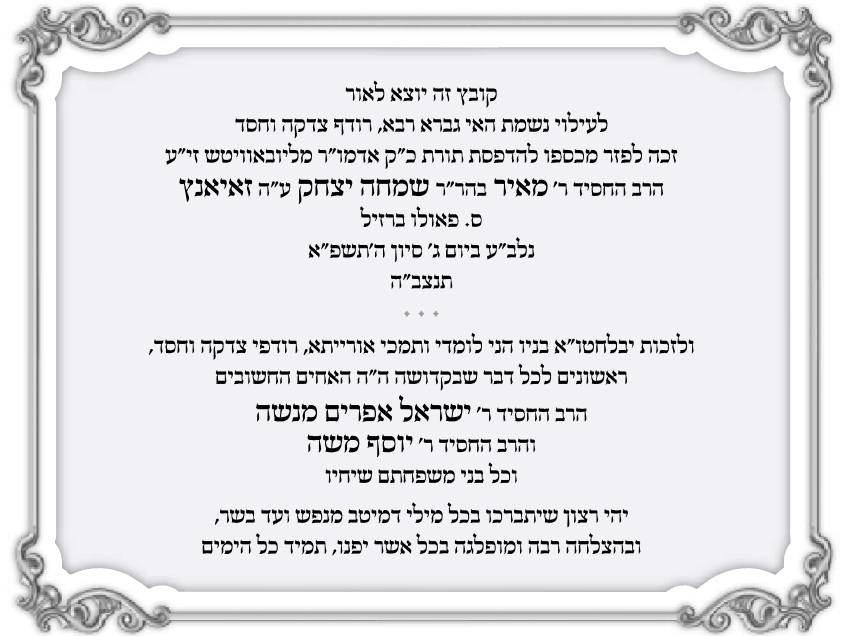 קובץ זה יוצא לאור
לעילוי נשמת האי גברא רבא, רודף צדקה וחסד
זכה לפזר מכספו להדפסת תורת כ"ק אדמו"ר מליובאוויטש זי"ע
הרב החסיד ר' מאיר בהר"ר שמחה יצחק ע"ה זאיאנץ
ס. פאולו ברזיל
נלב"ע ביום ג' סיון ה'תשפ"א
תנצב"ה
ולזכות יבלחטו"א בניו הני לומדי ותמכי אורייתא, רודפי צדקה וחסד,
ראשונים לכל דבר שבקדושה ה"ה האחים החשובים
הרב החסיד ר' ישראל אפרים מנשה
והרב החסיד ר' יוסף משה
וכל בני משפחתם שיחיו
יהי רצון שיתברכו בכל מילי דמיטב מנפש ועד בשר,
ובהצלחה רבה ומופלגה בכל אשר יפנו, תמיד כל הימים